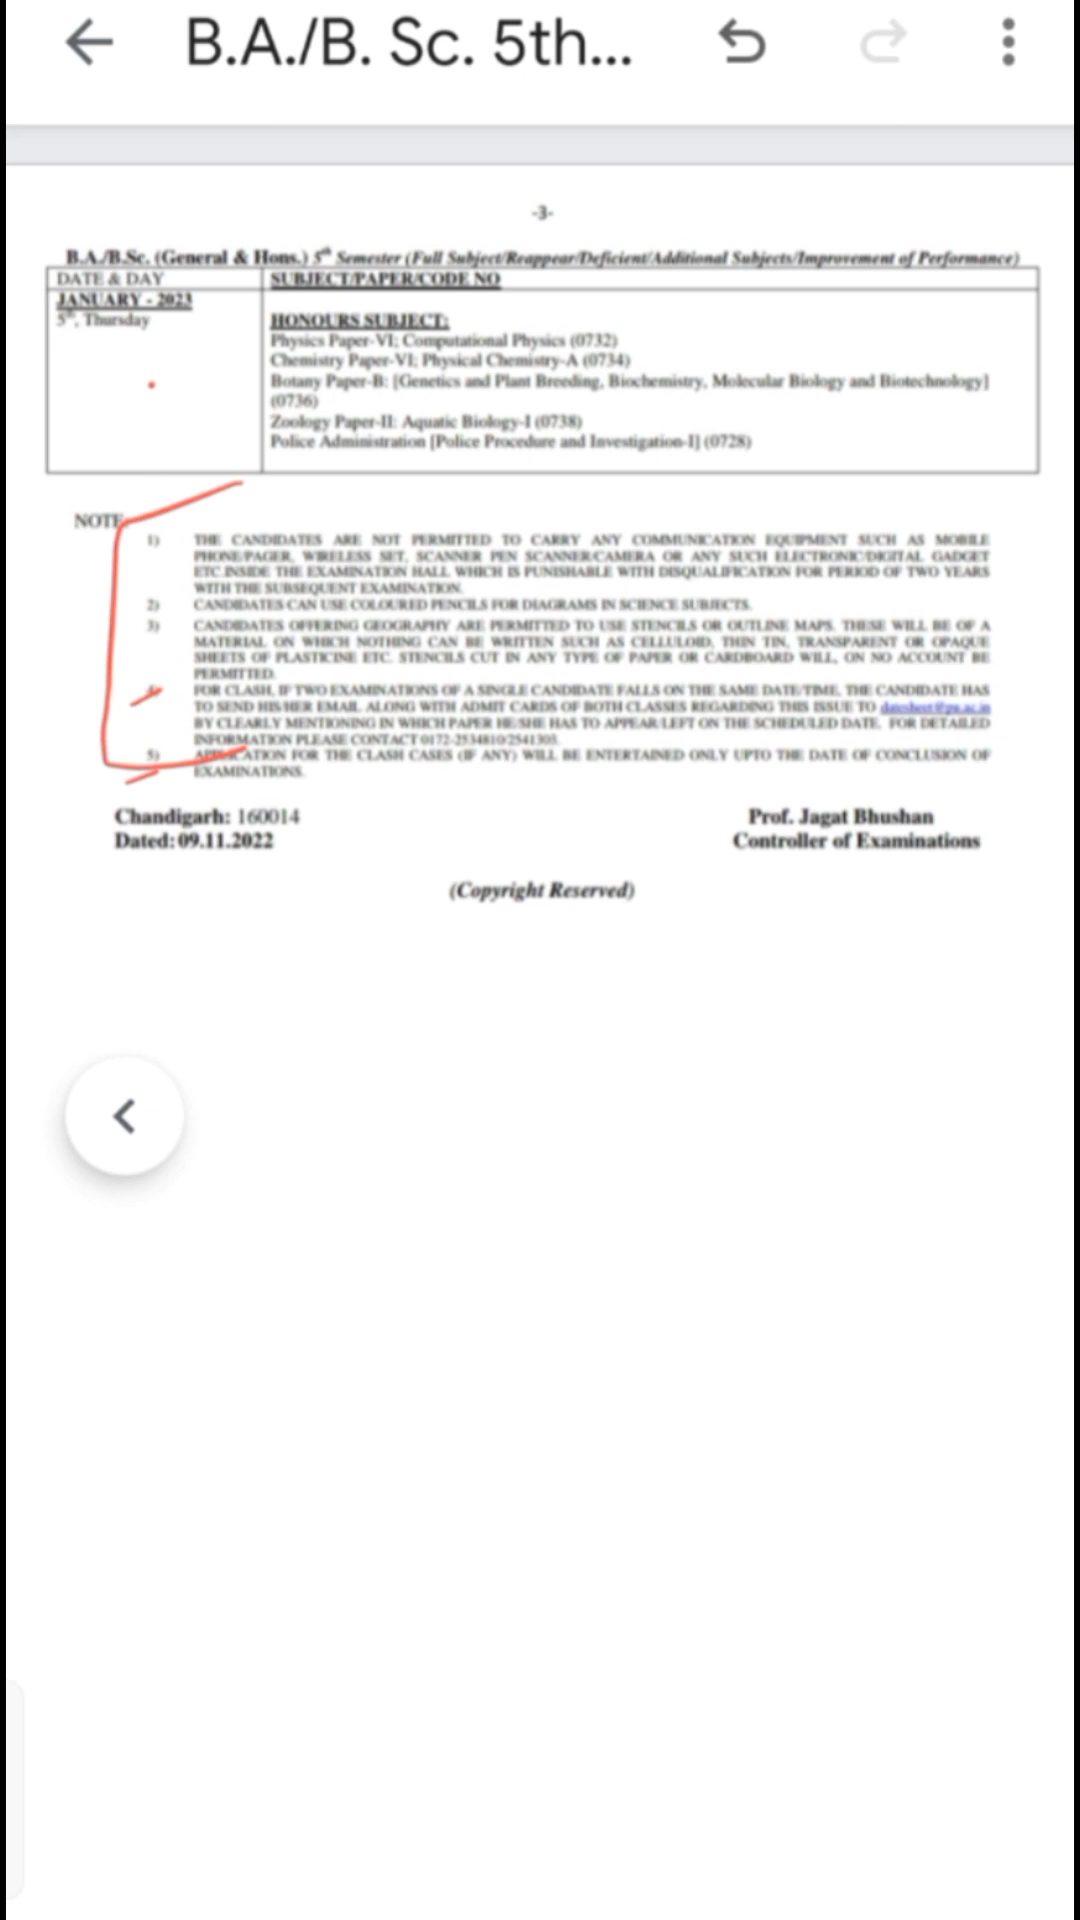 B.A./B. Sc. 5th...
-3-
B.A./B.Sc. (General & Hons.) 5th Semester (Full Subject/Reappear/Deficient/Additional Subjects/Improvement of Performance)
DATE & DAY SUBJECT/PAPER/CODE NO
JANUARY - 2023
5th, Thursday HONOURS SUBJECT:
Physics Paper-VI; Computational Physics (0732)
Chemistry Paper-VI; Physical Chemistry-A (0734)
Botany Paper-B: [Genetics and Plant Breeding, Biochemistry, Molecular Biology and Biotechnology]
(0736)
Zoology Paper-II: Aquatic Biology-I (0738)
Police Administration [Police Procedure and Investigation-I] (0728)
NOTE:
1) THE CANDIDATES ARE NOT PERMITTED TO CARRY ANY COMMUNICATION EQUIPMENT SUCH AS MOBILE
PHONE/PAGER, WIRELESS SET, SCANNER PEN SCANNER/CAMERA OR ANY SUCH ELECTRONIC/DIGITAL GADGET
ETC.INSIDE THE EXAMINATION HALL WHICH IS PUNISHABLE WITH DISQUALIFICATION FOR PERIOD OF TWO YEARS
WITH THE SUBSEQUENT EXAMINATION.
2) CANDIDATES CAN USE COLOURED PENCILS FOR DIAGRAMS IN SCIENCE SUBJECTS.
3) CANDIDATES OFFERING GEOGRAPHY ARE PERMITTED TO USE STENCILS OR OUTLINE MAPS. THESE WILL BE OF A
MATERIAL ON WHICH NOTHING CAN BE WRITTEN SUCH AS CELLULOID, THIN TIN, TRANSPARENT OR OPAQUE
SHEETS OF PLASTICINE ETC. STENCILS CUT IN ANY TYPE OF PAPER OR CARDBOARD WILL, ON NO ACCOUNT BE
PERMITTED.
4) FOR CLASH, IF TWO EXAMINATIONS OF A SINGLE CANDIDATE FALLS ON THE SAME DATE/TIME, THE CANDIDATE HAS
TO SEND HIS/HER EMAIL ALONG WITH ADMIT CARDS OF BOTH CLASSES REGARDING THIS ISSUE TO datesheet@pu.ac.in
BY CLEARLY MENTIONING IN WHICH PAPER HE/SHE HAS TO APPEAR/LEFT ON THE SCHEDULED DATE. FOR DETAILED
INFORMATION PLEASE CONTACT 0172-2534810/2541303.
5) APPLICATION FOR THE CLASH CASES (IF ANY) WILL BE ENTERTAINED ONLY UPTO THE DATE OF CONCLUSION OF
EXAMINATIONS.
Chandigarh: 160014 Prof. Jagat Bhushan
Dated: 09.11.2022 Controller of Examinations
(Copyright Reserved)